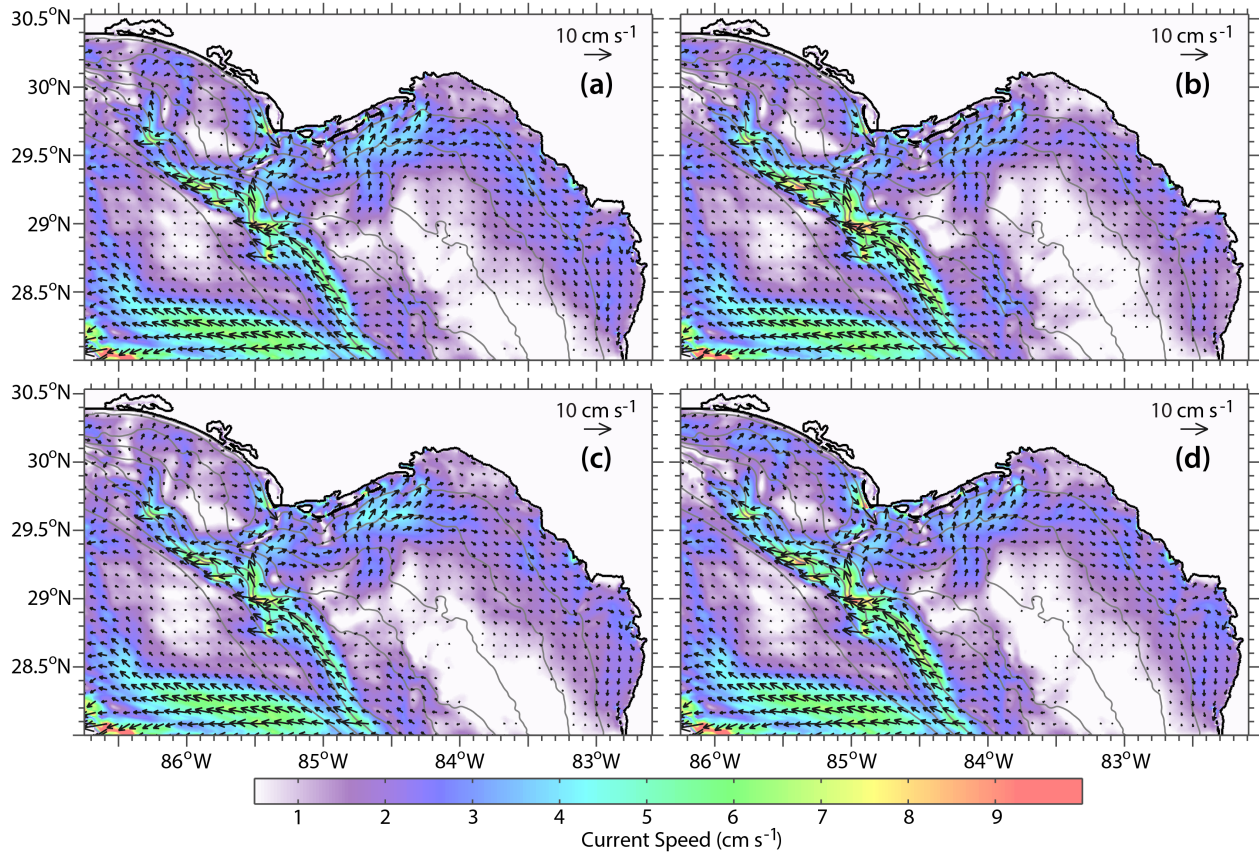 30.5°N
10 cm s⁻¹
10 cm s⁻¹
(a)
(b)
30°N
29.5°N
29°N
28.5°N
30.5°N
10 cm s⁻¹
10 cm s⁻¹
(c)
(d)
30°N
29.5°N
29°N
28.5°N
86°W 85°W 84°W 83°W
86°W 85°W 84°W 83°W
1 2 3 4 5 6 7 8 9
Current Speed (cm s⁻¹)